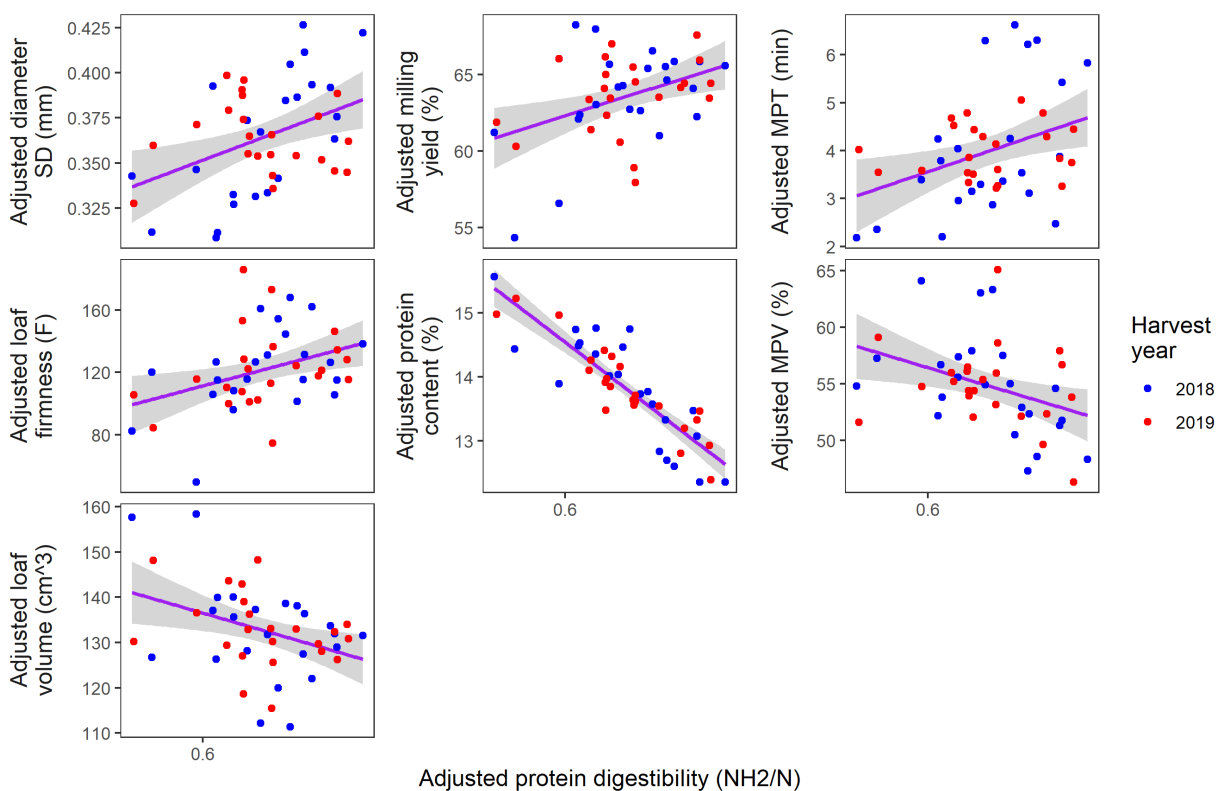 Adjusted diameter
SD (mm)
0.425
0.400
0.375
0.350
0.325
Adjusted milling
yield (%)
65
60
55
Adjusted MPT (min)
6
5
4
3
2
Adjusted loaf
firmness (F)
160
120
80
Adjusted protein
content (%)
15
14
13
0.6
Adjusted MPV (%)
65
60
55
50
0.6
Harvest
year
2018
2019
Adjusted loaf
volume (cm^3)
160
150
140
130
120
110
0.6
Adjusted protein digestibility (NH2/N)